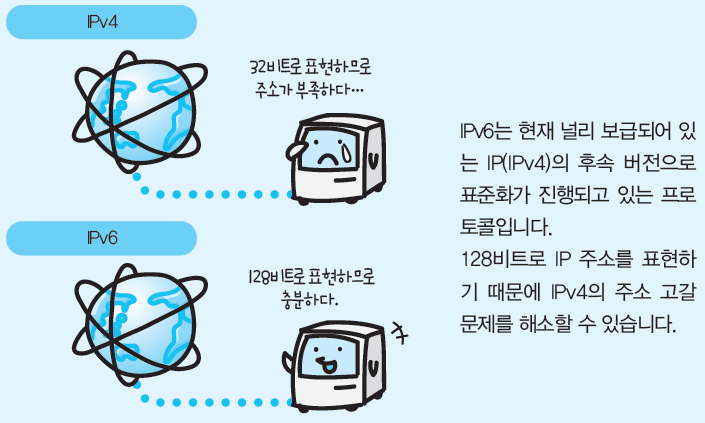 IPv4
32비트로 표현하므로
주소가 부족하다…
IPv6
128비트로 표현하므로
충분하다.
IPv6는 현재 널리 보급되어 있
는 IP(IPv4)의 후속 버전으로
표준화가 진행되고 있는 프로
토콜입니다.
128비트로 IP 주소를 표현하
기 때문에 IPv4의 주소 고갈
문제를 해소할 수 있습니다.